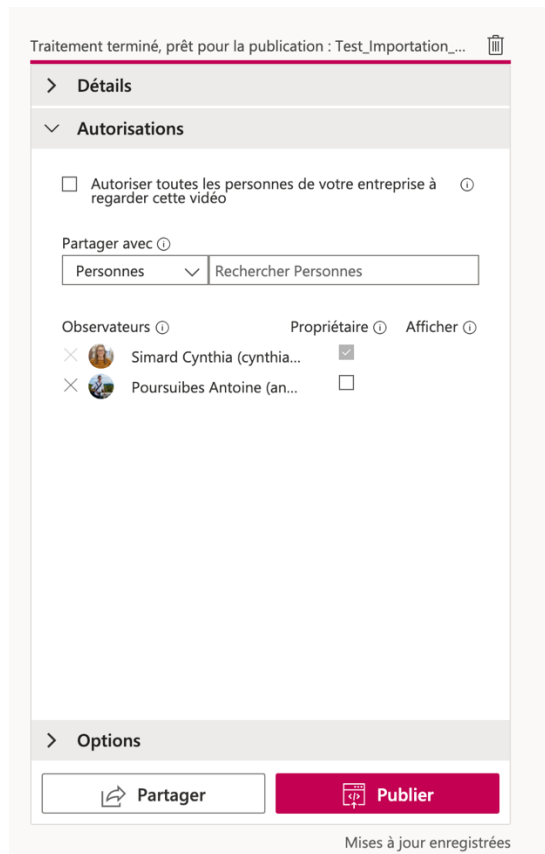 Traitement terminé, prêt pour la publication : Test_Importation_...
Détails
Autorisations
Autoriser toutes les personnes de votre entreprise à
regarder cette vidéo
Partager avec
Personnes
Rechercher Personnes
Observateurs Propriétaire Afficher
Simard Cynthia (cynthia...
Poursuibes Antoine (an...
Options
Partager
Publier
Mises à jour enregistrées